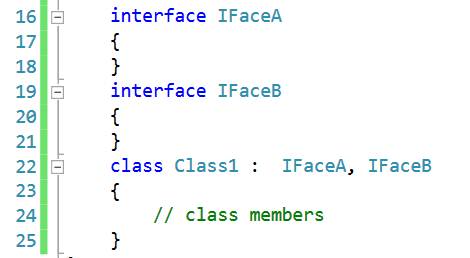 16 interface IFaceA
17 {
18 }
19 interface IFaceB
20 {
21 }
22 class Class1 :  IFaceA, IFaceB
23 {
24     // class members
25 }